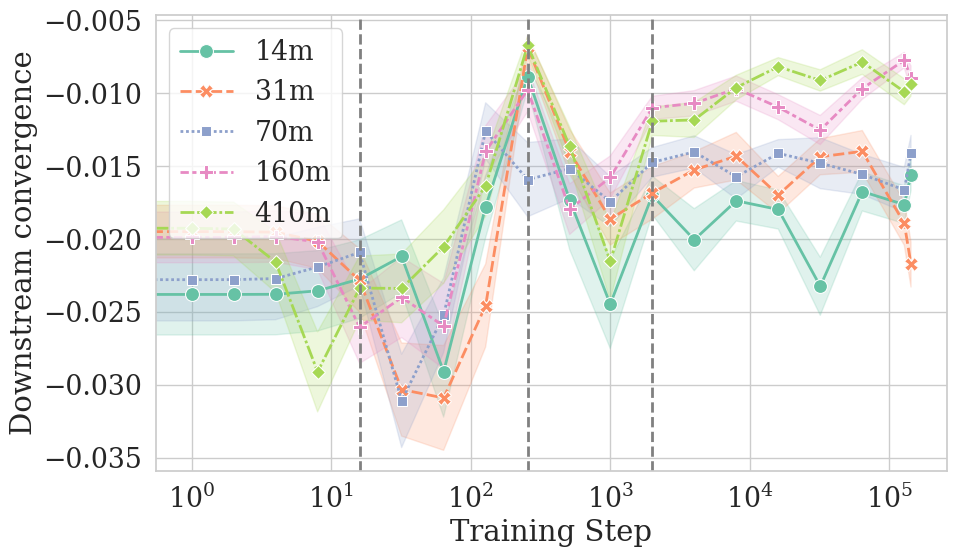 Downstream convergence
−0.005
−0.010
−0.015
−0.020
−0.025
−0.030
−0.035
14m
31m
70m
160m
410m
10⁰
10¹
10²
10³
10⁴
10⁵
Training Step